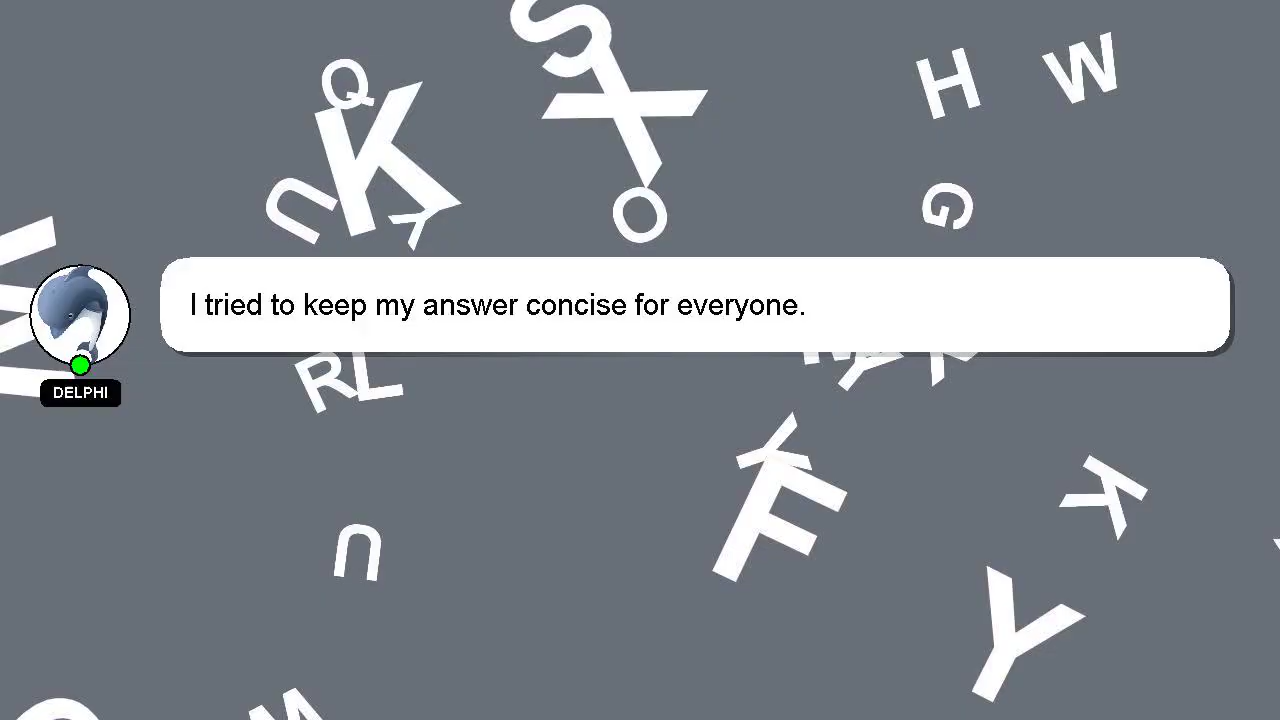 I tried to keep my answer concise for everyone.
DELPHI
Q
K
S
X
H
W
U
Y
O
G
R
L
K
F
K
U
Y
M